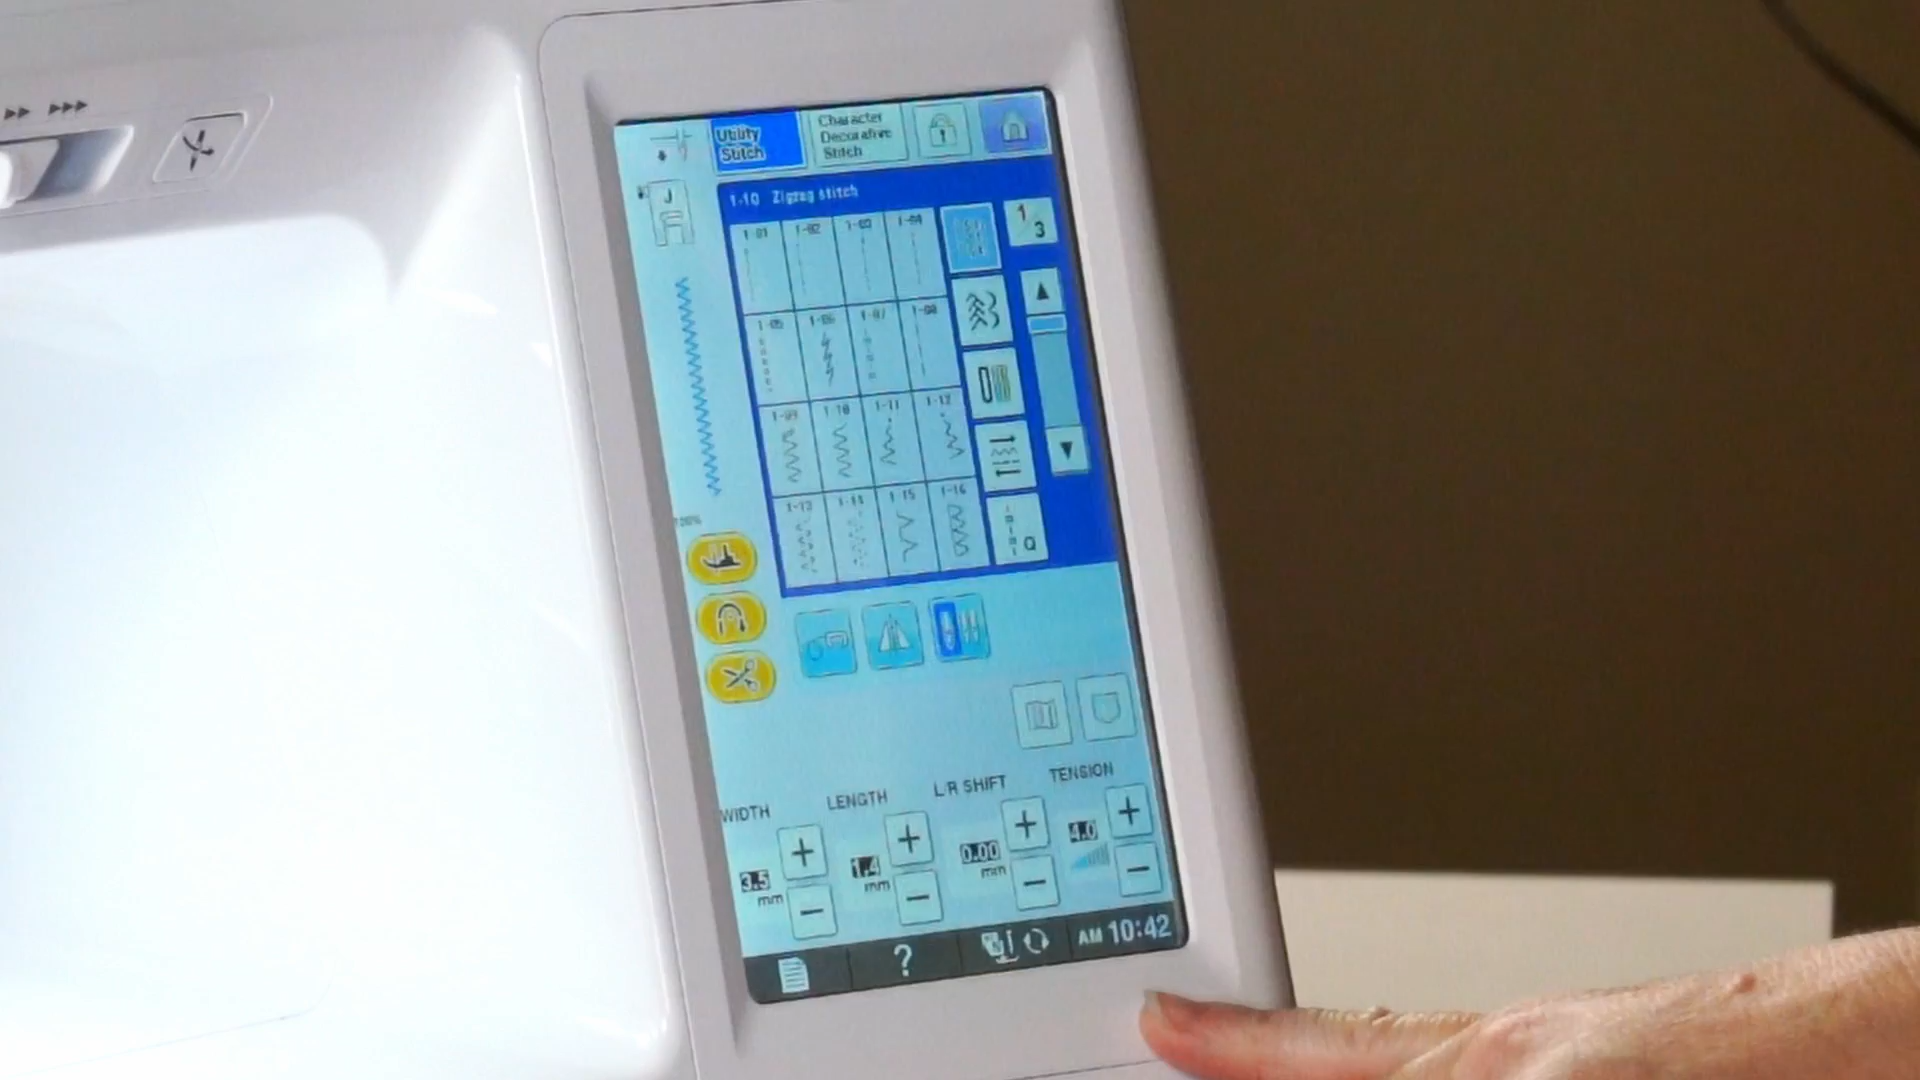 Utility
Stitch
Character
Decorative
Stitch
J
1-10 Zigzag stitch
1/3
1-01 1-02 1-03 1-04
1-05 1-06 1-07 1-08
1-09 1-10 1-11 1-12
1-13 1-14 1-15 1-16
Q
WIDTH LENGTH L/R SHIFT TENSION
+ + + +
3.5 1.4 0.00 4.0
mm mm mm
− − − −
? AM 10:42